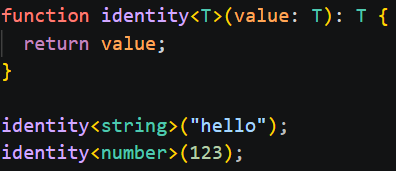 function identity<T>(value: T): T {
  return value;
}

identity<string>("hello");
identity<number>(123);